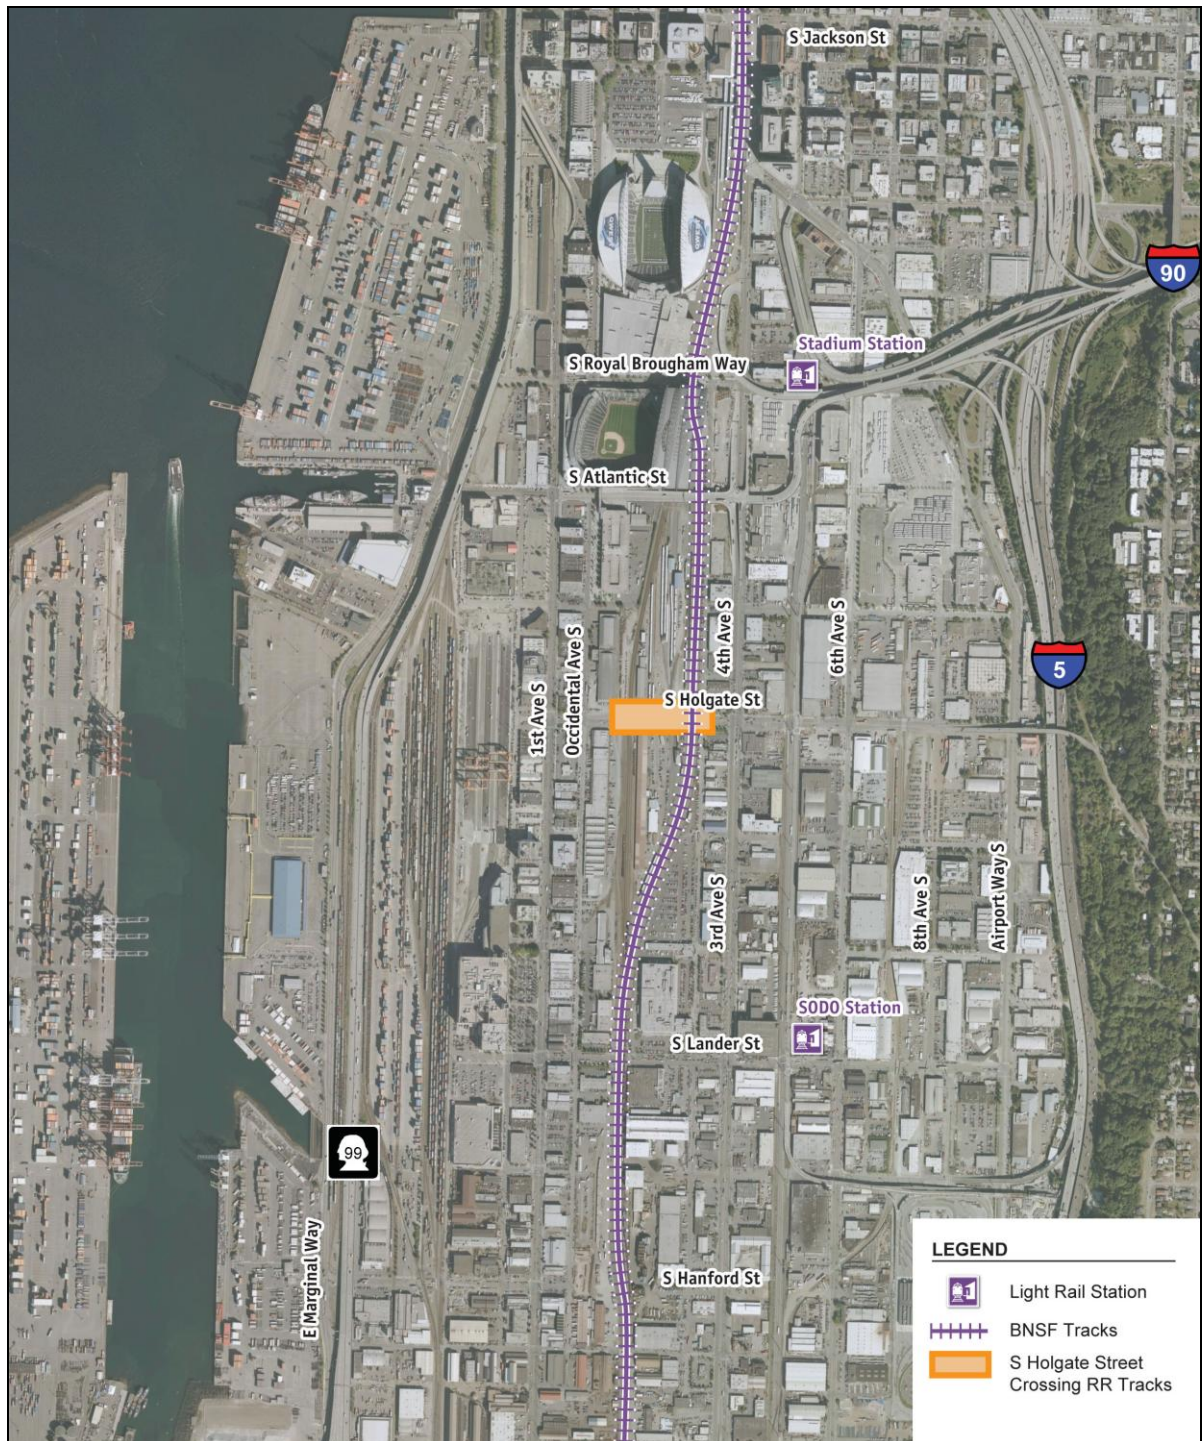 S Jackson St
90
Stadium Station
S Royal Brougham Way
S Atlantic St
4th Ave S
6th Ave S
5
S Holgate St
1st Ave S
Occidental Ave S
3rd Ave S
8th Ave S
Airport Way S
SODO Station
S Lander St
99
E Marginal Way
S Hanford St
LEGEND
Light Rail Station
BNSF Tracks
S Holgate Street
Crossing RR Tracks